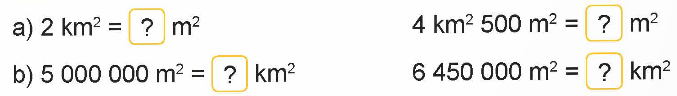 a) 2 km² = ? m² 4 km² 500 m² = ? m²
b) 5 000 000 m² = ? km² 6 450 000 m² = ? km²